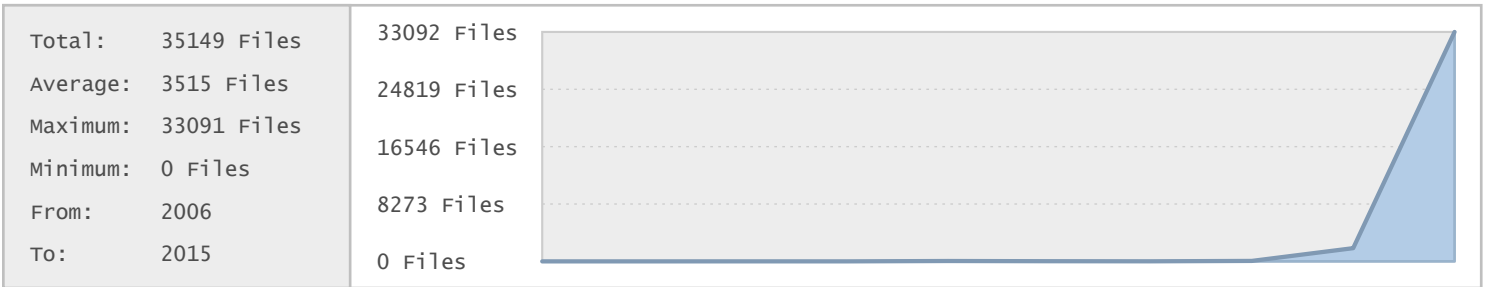 Total: 35149 Files
Average: 3515 Files
Maximum: 33091 Files
Minimum: 0 Files
From: 2006
To: 2015
33092 Files
24819 Files
16546 Files
8273 Files
0 Files